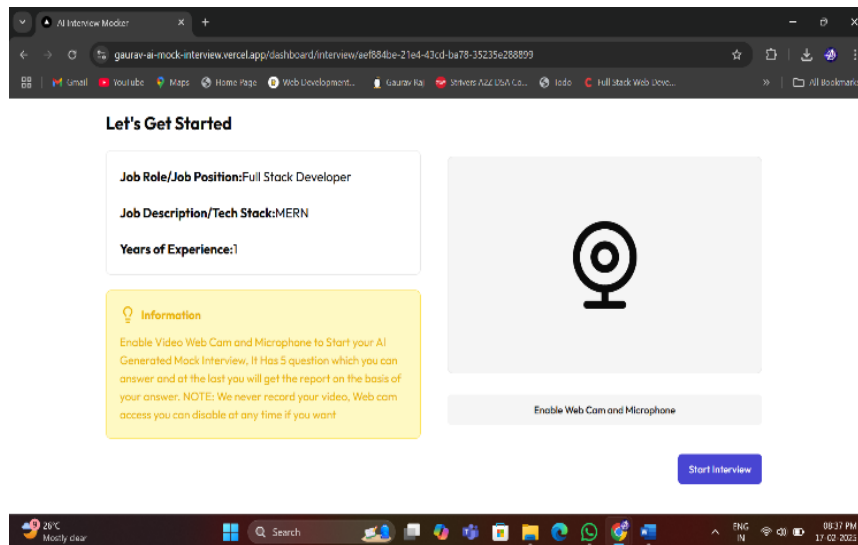 AI Interview Mocker
gaurav-ai-mock-interview.vercel.app/dashboard/interview/aef884be-21e4-43cd-ba78-35235e288899
Gmail YouTube Maps Home Page Web Development... Gaurav Raj Strivers A2Z DSA Co... Todo Full Stack Web Deve... » All Bookmarks
Let's Get Started
Job Role/Job Position:Full Stack Developer
Job Description/Tech Stack:MERN
Years of Experience:1
Information
Enable Video Web Cam and Microphone to Start your AI
Generated Mock Interview, It Has 5 question which you can
answer and at the last you will get the report on the basis of
your answer. NOTE: We never record your video, Web cam
access you can disable at any time if you want
Enable Web Cam and Microphone
Start Interview
9
26°C
Mostly clear
Search
ENG
IN
08:37 PM
17-02-2025